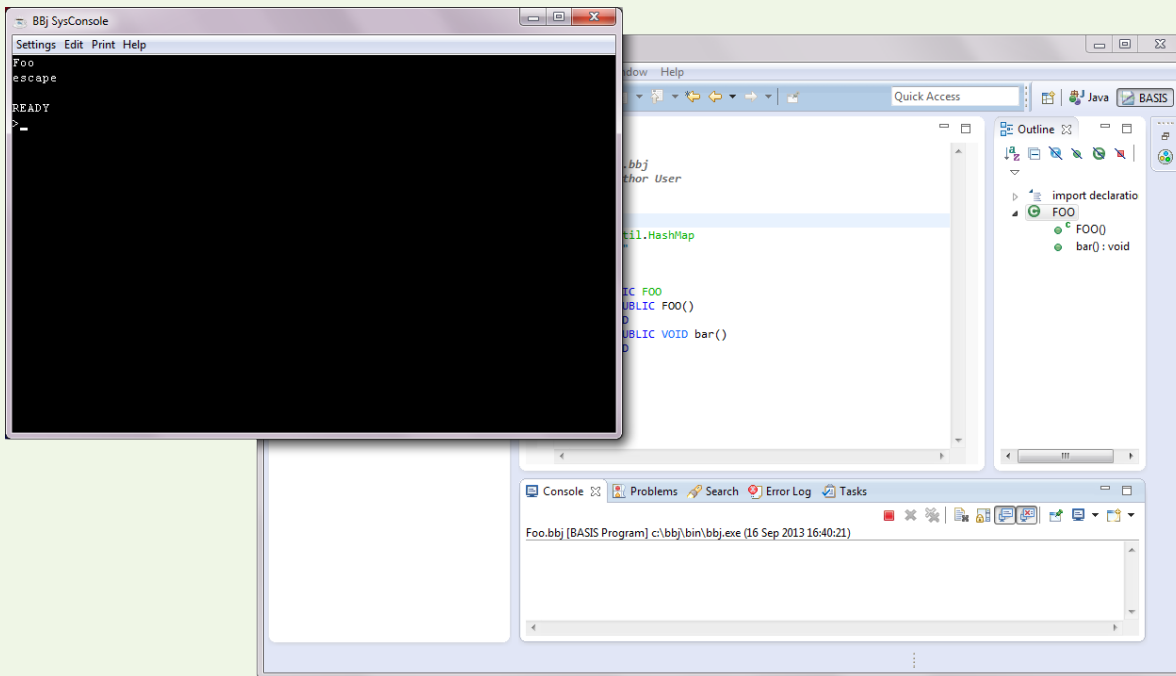 BBj SysConsole
Settings Edit Print Help
Foo
escape
READY
>_
ndow Help
Quick Access
Java
BASIS
.bbj
thor User
til.HashMap
"
IC FOO
UBLIC FOO()
D
UBLIC VOID bar()
D
Outline
import declaratio
FOO
FOO()
bar() : void
Console Problems Search Error Log Tasks
Foo.bbj [BASIS Program] c:\bbj\bin\bbj.exe (16 Sep 2013 16:40:21)